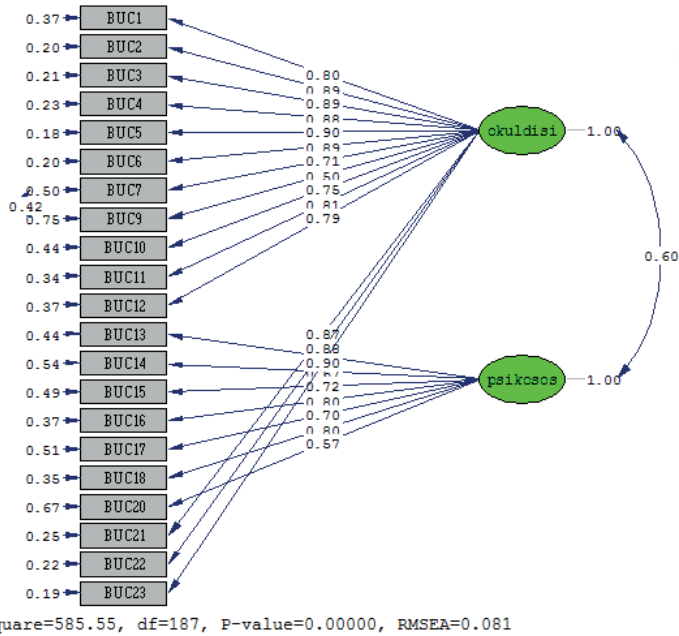 0.37 BUC1
0.20 BUC2
0.21 BUC3
0.23 BUC4
0.18 BUC5
0.20 BUC6
0.50 BUC7
0.42
0.75 BUC9
0.44 BUC10
0.34 BUC11
0.37 BUC12
0.44 BUC13
0.54 BUC14
0.49 BUC15
0.37 BUC16
0.51 BUC17
0.35 BUC18
0.67 BUC20
0.25 BUC21
0.22 BUC22
0.19 BUC23
0.80
0.89
0.89
0.88
0.90
0.89
0.71
0.50
0.75
0.81
0.79
0.87
0.88
0.90
0.72
0.80
0.70
0.80
0.57
okuldisi 1.00
0.60
psikosos 1.00
quare=585.55, df=187, P-value=0.00000, RMSEA=0.081